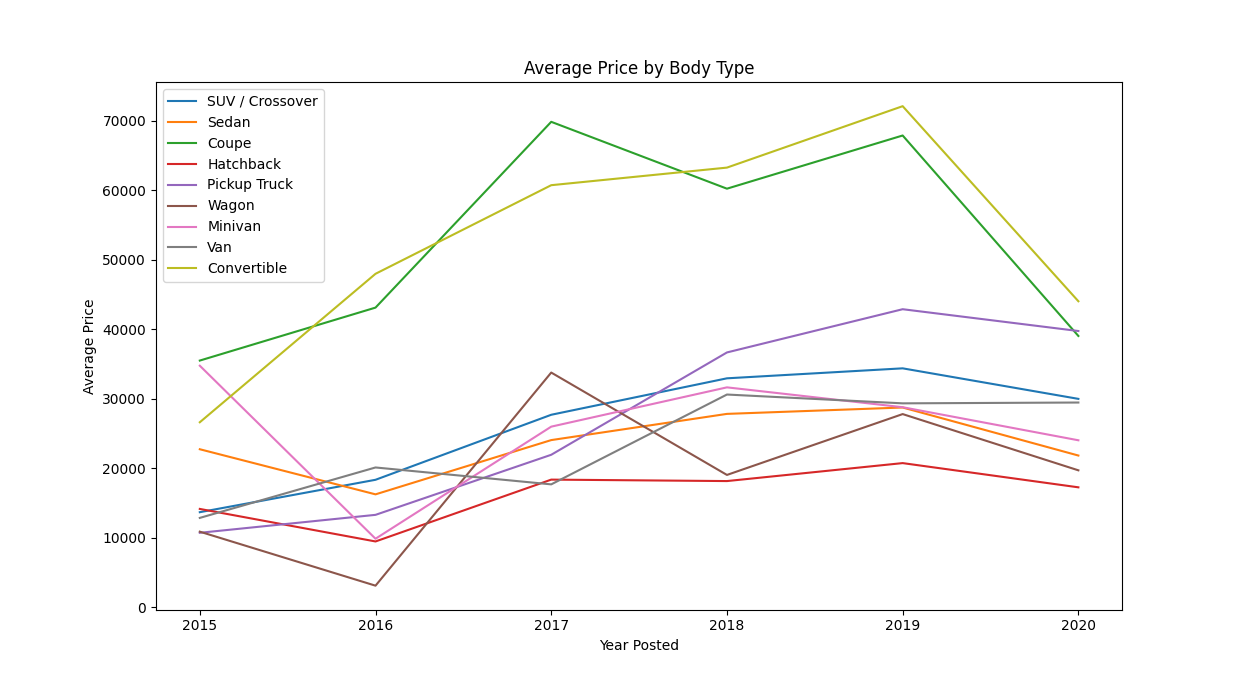 Average Price by Body Type
SUV / Crossover
Sedan
Coupe
Hatchback
Pickup Truck
Wagon
Minivan
Van
Convertible
Average Price
70000
60000
50000
40000
30000
20000
10000
0
2015 2016 2017 2018 2019 2020
Year Posted